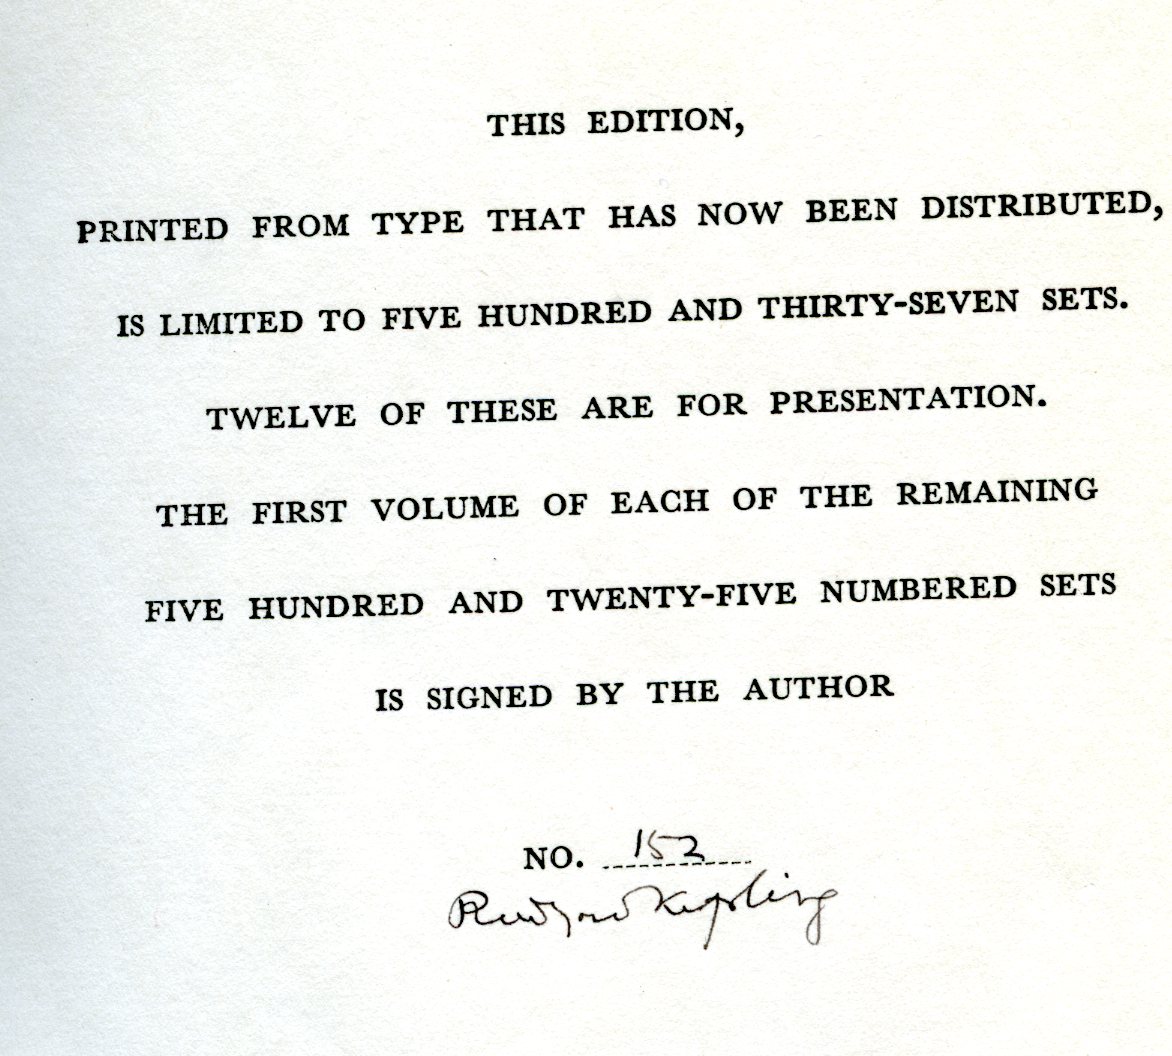 THIS EDITION,
PRINTED FROM TYPE THAT HAS NOW BEEN DISTRIBUTED,
IS LIMITED TO FIVE HUNDRED AND THIRTY-SEVEN SETS.
TWELVE OF THESE ARE FOR PRESENTATION.
THE FIRST VOLUME OF EACH OF THE REMAINING
FIVE HUNDRED AND TWENTY-FIVE NUMBERED SETS
IS SIGNED BY THE AUTHOR
NO. 152
Rudyard Kipling